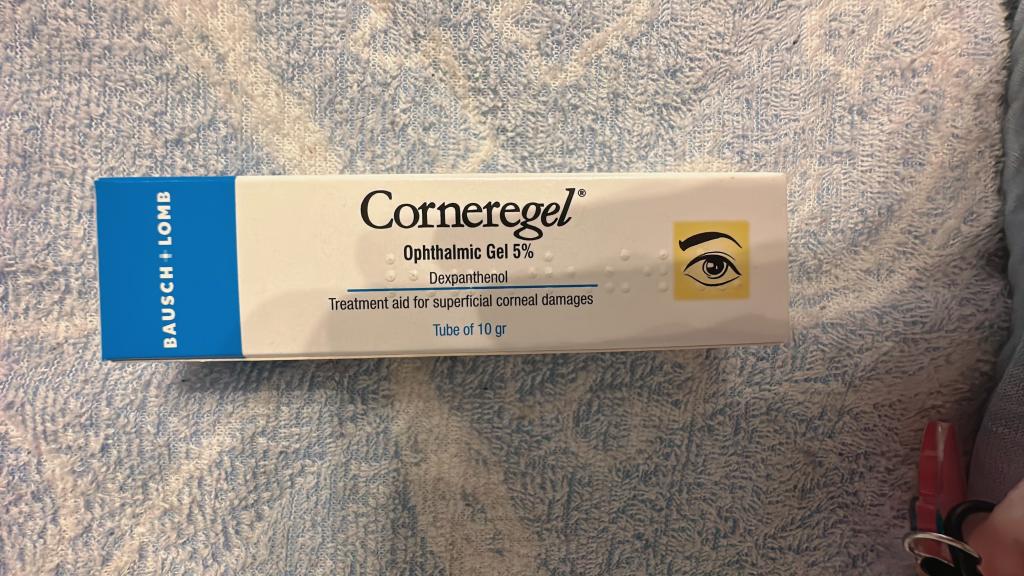 BAUSCH + LOMB
Corneregel®
Ophthalmic Gel 5%
Dexpanthenol
Treatment aid for superficial corneal damages
Tube of 10 gr